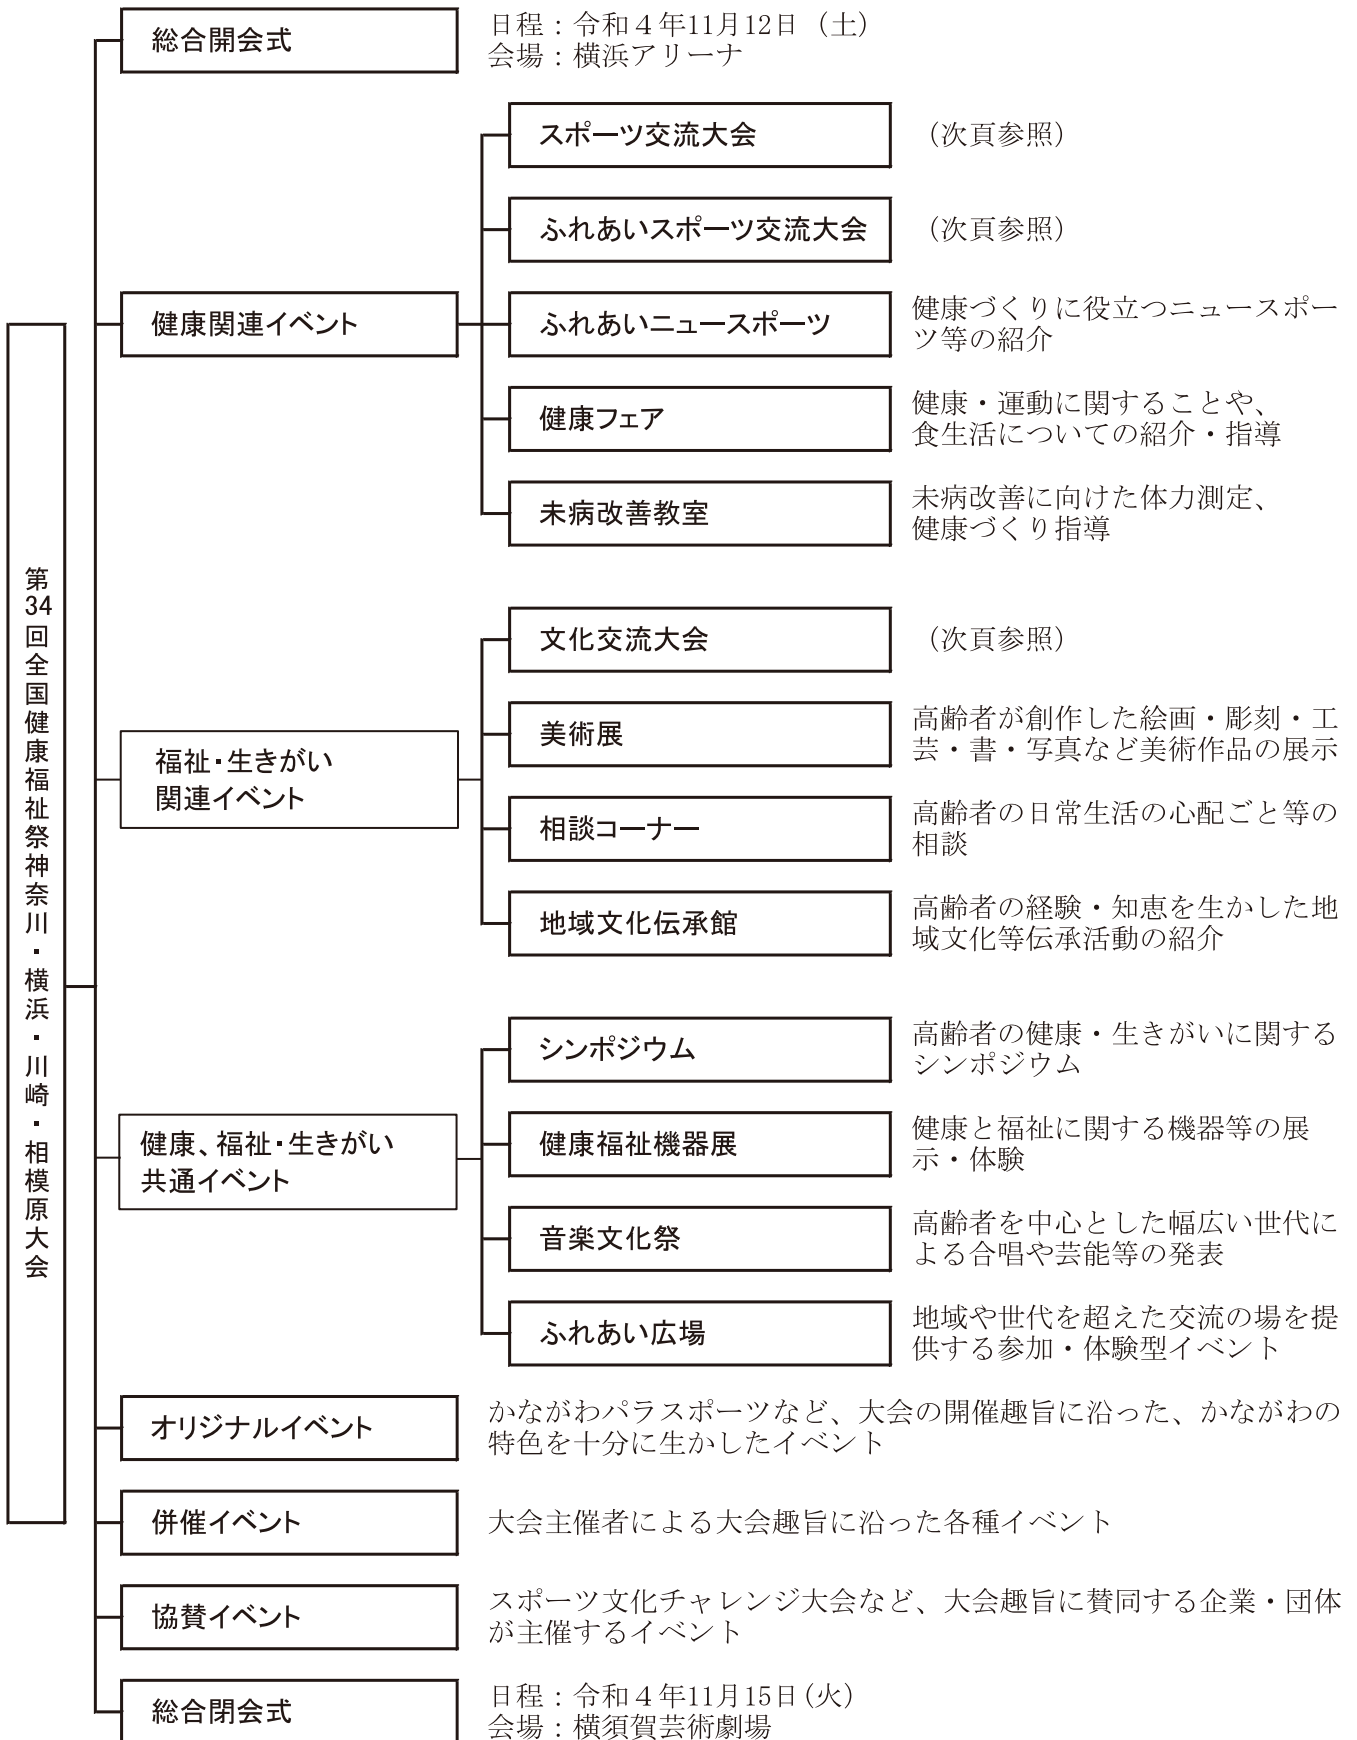 第34回全国健康福祉祭神奈川・横浜・川崎・相模原大会
総合開会式
日程：令和４年11月12日（土）
会場：横浜アリーナ
健康関連イベント
スポーツ交流大会
（次頁参照）
ふれあいスポーツ交流大会
（次頁参照）
ふれあいニュースポーツ
健康づくりに役立つニュースポー
ツ等の紹介
健康フェア
健康・運動に関することや、
食生活についての紹介・指導
未病改善教室
未病改善に向けた体力測定、
健康づくり指導
福祉・生きがい
関連イベント
文化交流大会
（次頁参照）
美術展
高齢者が創作した絵画・彫刻・工
芸・書・写真など美術作品の展示
相談コーナー
高齢者の日常生活の心配ごと等の
相談
地域文化伝承館
高齢者の経験・知恵を生かした地
域文化等伝承活動の紹介
健康、福祉・生きがい
共通イベント
シンポジウム
高齢者の健康・生きがいに関する
シンポジウム
健康福祉機器展
健康と福祉に関する機器等の展
示・体験
音楽文化祭
高齢者を中心とした幅広い世代に
よる合唱や芸能等の発表
ふれあい広場
地域や世代を超えた交流の場を提
供する参加・体験型イベント
オリジナルイベント
かながわパラスポーツなど、大会の開催趣旨に沿った、かながわの
特色を十分に生かしたイベント
併催イベント
大会主催者による大会趣旨に沿った各種イベント
協賛イベント
スポーツ文化チャレンジ大会など、大会趣旨に賛同する企業・団体
が主催するイベント
総合閉会式
日程：令和４年11月15日(火)
会場：横須賀芸術劇場